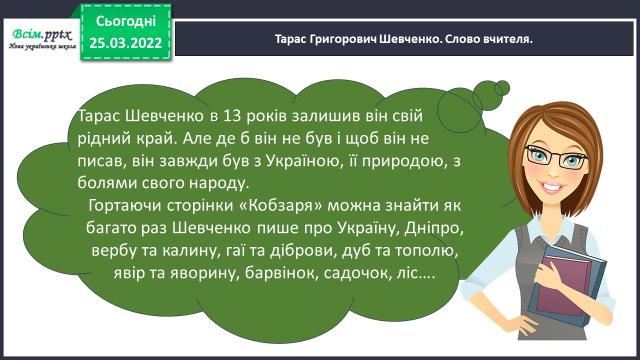 Всім.pptx
Нова українська школа
Сьогодні
25.03.2022
Тарас Григорович Шевченко. Слово вчителя.
Тарас Шевченко в 13 років залишив він свій
рідний край. Але де б він не був і щоб він не
писав, він завжди був з Україною, її природою, з
болями свого народу.
Гортаючи сторінки «Кобзаря» можна знайти як
багато раз Шевченко пише про Україну, Дніпро,
вербу та калину, гаї та діброви, дуб та тополю,
явір та яворину, барвінок, садочок, ліс….